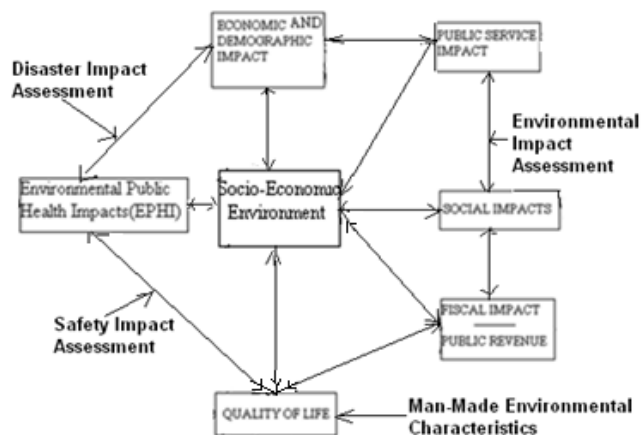 ECONOMIC AND
DEMOGRAPHIC
IMPACT
PUBLIC SERVICE
IMPACT
Disaster Impact
Assessment
Environmental
Impact
Assessment
Environmental Public
Health Impacts(EPHI)
Socio-Economic
Environment
SOCIAL IMPACTS
Safety Impact
Assessment
FISCAL IMPACT
PUBLIC REVENUE
QUALITY OF LIFE
Man-Made Environmental
Characteristics